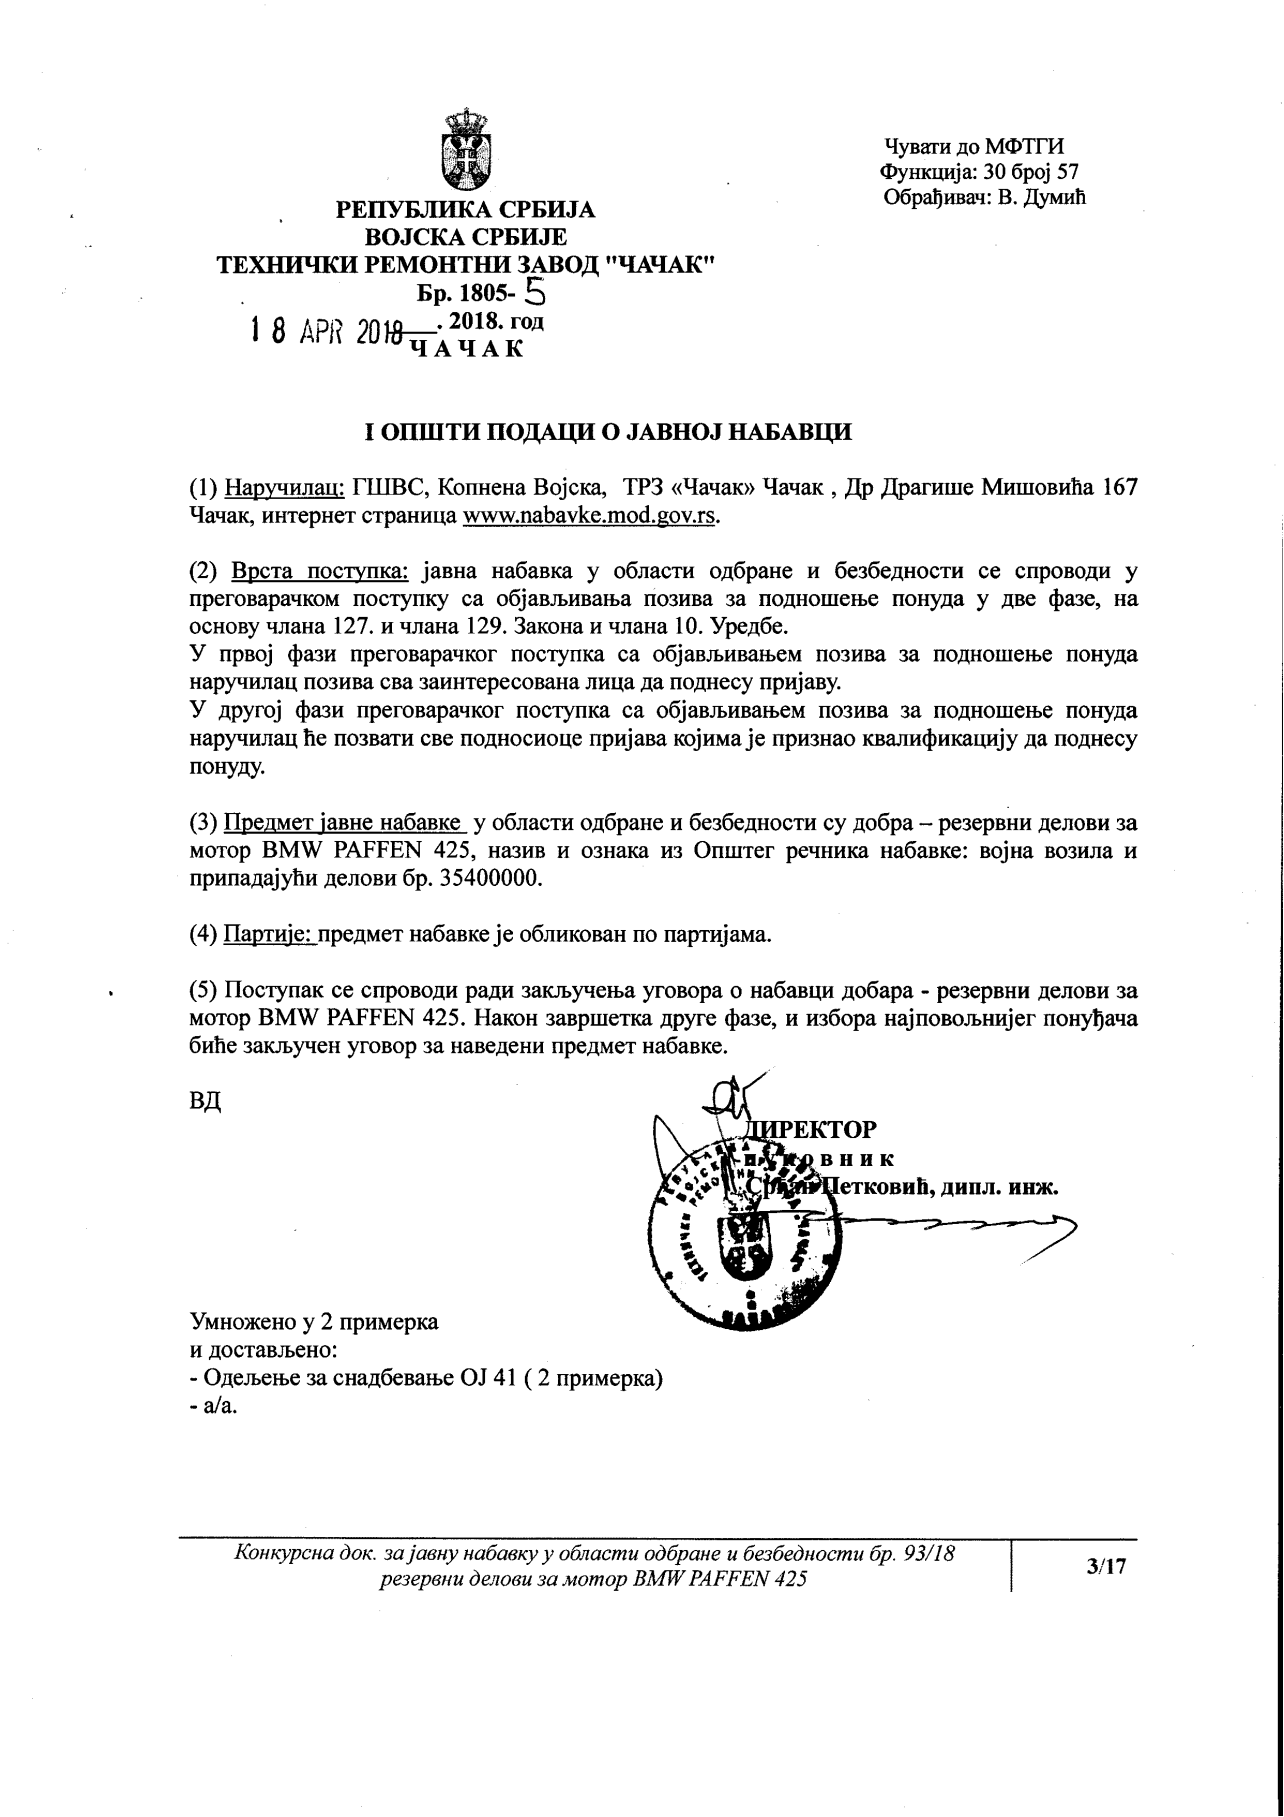 Чувати до МФТГИ
Функција: 30 број 57
Обрађивач: В. Думић
РЕПУБЛИКА СРБИЈА
ВОЈСКА СРБИЈЕ
ТЕХНИЧКИ РЕМОНТНИ ЗАВОД "ЧАЧАК"
Бр. 1805- 5
18 APR 2018 . 2018. год
Ч А Ч А К
I ОПШТИ ПОДАЦИ О ЈАВНОЈ НАБАВЦИ
(1) Наручилац: ГШВС, Копнена Војска, ТРЗ «Чачак» Чачак , Др Драгише Мишовића 167
Чачак, интернет страница www.nabavke.mod.gov.rs.
(2) Врста поступка: јавна набавка у области одбране и безбедности се спроводи у
преговарачком поступку са објављивања позива за подношење понуда у две фазе, на
основу члана 127. и члана 129. Закона и члана 10. Уредбе.
У првој фази преговарачког поступка са објављивањем позива за подношење понуда
наручилац позива сва заинтересована лица да поднесу пријаву.
У другој фази преговарачког поступка са објављивањем позива за подношење понуда
наручилац ће позвати све подносиоце пријава којима је признао квалификацију да поднесу
понуду.
(3) Предмет јавне набавке у области одбране и безбедности су добра – резервни делови за
мотор BMW PAFFEN 425, назив и ознака из Општег речника набавке: војна возила и
припадајући делови бр. 35400000.
(4) Партије: предмет набавке је обликован по партијама.
(5) Поступак се спроводи ради закључења уговора о набавци добара - резервни делови за
мотор BMW PAFFEN 425. Након завршетка друге фазе, и избора најповољнијег понуђача
биће закључен уговор за наведени предмет набавке.
ВД
ДИРЕКТОР
п у к о в н и к
Срђан Петковић, дипл. инж.
Умножено у 2 примерка
и достављено:
- Одељење за снадбевање ОЈ 41 ( 2 примерка)
- а/а.
Конкурсна док. за јавну набавку у области одбране и безбедности бр. 93/18
резервни делови за мотор BMW PAFFEN 425
3/17